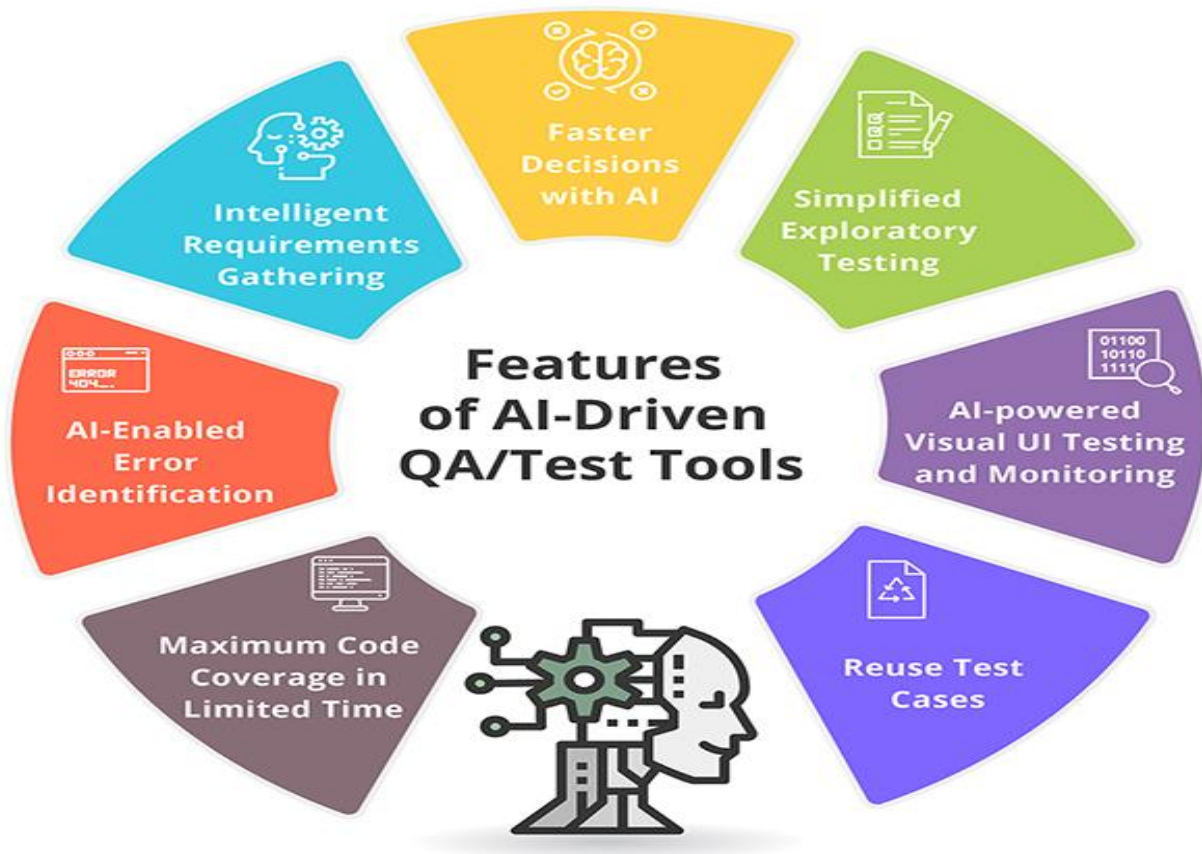 Faster
Decisions
with AI
Simplified
Exploratory
Testing
Intelligent
Requirements
Gathering
01100
10110
1111
AI-powered
Visual UI Testing
and Monitoring
Features
of AI-Driven
QA/Test Tools
ERROR
404_.
AI-Enabled
Error
Identification
Maximum Code
Coverage in
Limited Time
Reuse Test
Cases